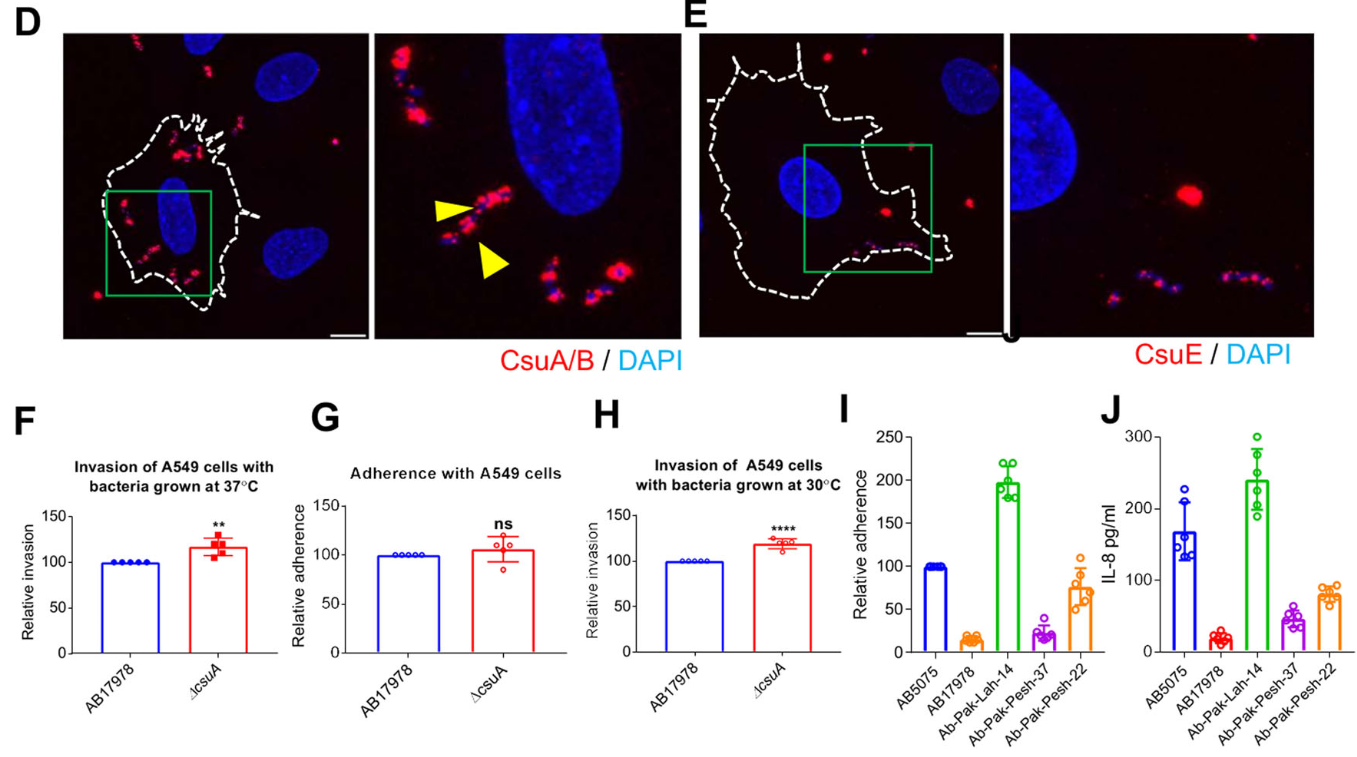 D
E
CsuA/B / DAPI
CsuE / DAPI
F
Invasion of A549 cells with
bacteria grown at 37°C
Relative invasion
150
100
50
0
**
AB17978
ΔcsuA
G
Adherence with A549 cells
Relative adherence
150
100
50
0
ns
AB17978
ΔcsuA
H
Invasion of A549 cells
with bacteria grown at 30°C
Relative invasion
150
100
50
0
****
AB17978
ΔcsuA
I
Relative adherence
250
200
150
100
50
0
AB5075
AB17978
Ab-Pak-Lah-14
Ab-Pak-Pesh-37
Ab-Pak-Pesh-22
J
IL-8 pg/ml
300
200
100
0
AB5075
AB17978
Ab-Pak-Lah-14
Ab-Pak-Pesh-37
Ab-Pak-Pesh-22